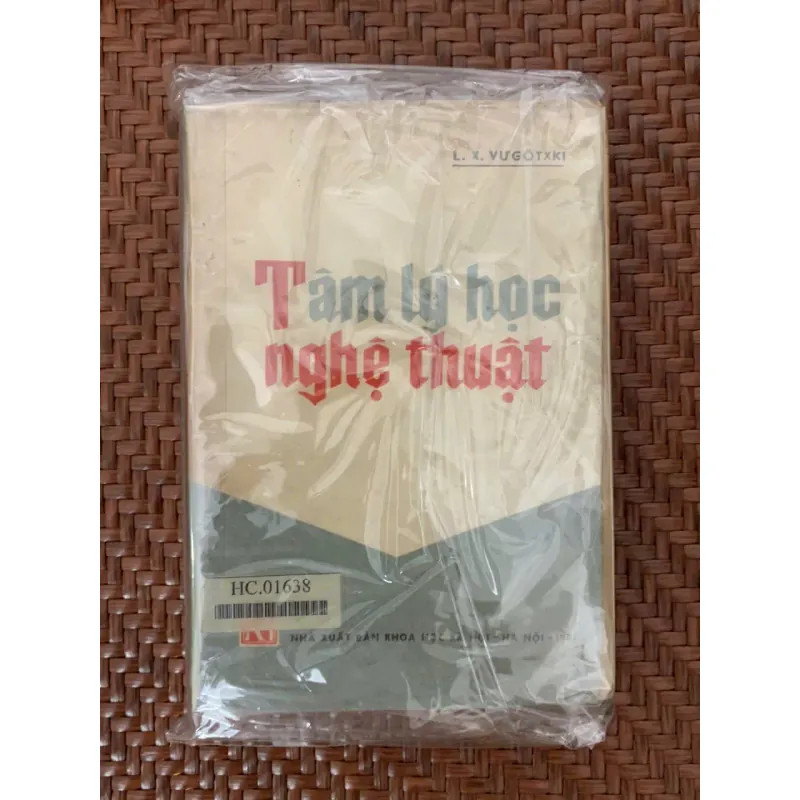 L. X. VƯGÔTXKI
Tâm lý học
nghệ thuật
HC.01638
NHÀ XUẤT BẢN KHOA HỌC XÃ HỘI - HÀ NỘI -